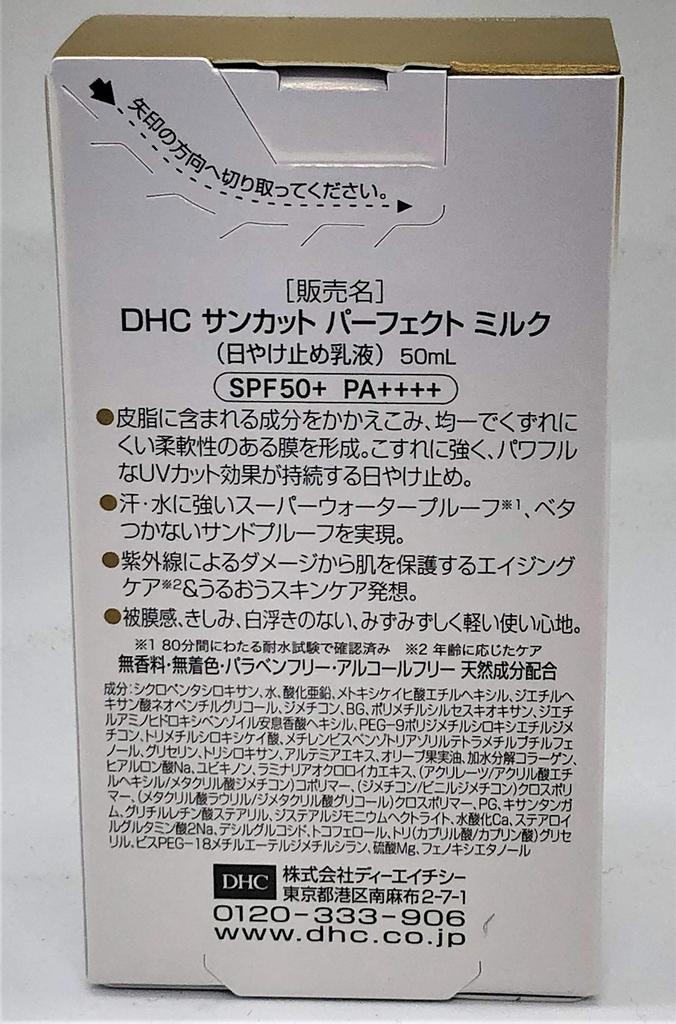 矢印の方向へ切り取ってください。
[販売名]
DHC サンカット パーフェクト ミルク
(日やけ止め乳液) 50mL
SPF50+ PA++++
●皮脂に含まれる成分をかかえこみ、均一でくずれに
くい柔軟性のある膜を形成。こすれに強く、パワフル
なUVカット効果が持続する日やけ止め。
●汗・水に強いスーパーウォータープルーフ※1、ベタ
つかないサンドプルーフを実現。
●紫外線によるダメージから肌を保護するエイジング
ケア※2&うるおうスキンケア発想。
●被膜感、きしみ、白浮きのない、みずみずしく軽い使い心地。
※1 80分間にわたる耐水試験で確認済み ※2 年齢に応じたケア
無香料・無着色・パラベンフリー・アルコールフリー 天然成分配合
成分:シクロペンタシロキサン、水、酸化亜鉛、メトキシケイヒ酸エチルヘキシル、ジエチルヘ
キサン酸ネオペンチルグリコール、ジメチコン、BG、ポリメチルシルセスキオキサン、ジエチ
ルアミノヒドロキシベンゾイル安息香酸ヘキシル、PEG-9ポリジメチルシロキシエチルジメ
チコン、トリメチルシロキシケイ酸、メチレンビスベンゾトリアゾリルテトラメチルブチルフェ
ノール、グリセリン、トリシロキサン、アルテミアエキス、オリーブ果実油、加水分解コラーゲン、
ヒアルロン酸Na、ユビキノン、ラミナリアオクロロイカエキス、(アクリレーツ/アクリル酸エチ
ルヘキシル/メタクリル酸ジメチコン)コポリマー、(ジメチコン/ビニルジメチコン)クロスポリ
マー、(メタクリル酸ラウリル/ジメタクリル酸グリコール)クロスポリマー、PG、キサンタンガ
ム、グリチルレチン酸ステアリル、ジステアルジモニウムヘクトライト、水酸化Ca、ステアロイ
ルグルタミン酸2Na、デシルグルコシド、トコフェロール、トリ(カプリル酸/カプリン酸)グリセ
リル、ビスPEG-18メチルエーテルジメチルシラン、硫酸Mg、フェノキシエタノール
DHC 株式会社ディーエイチシー
東京都港区南麻布2-7-1
0120-333-906
www.dhc.co.jp